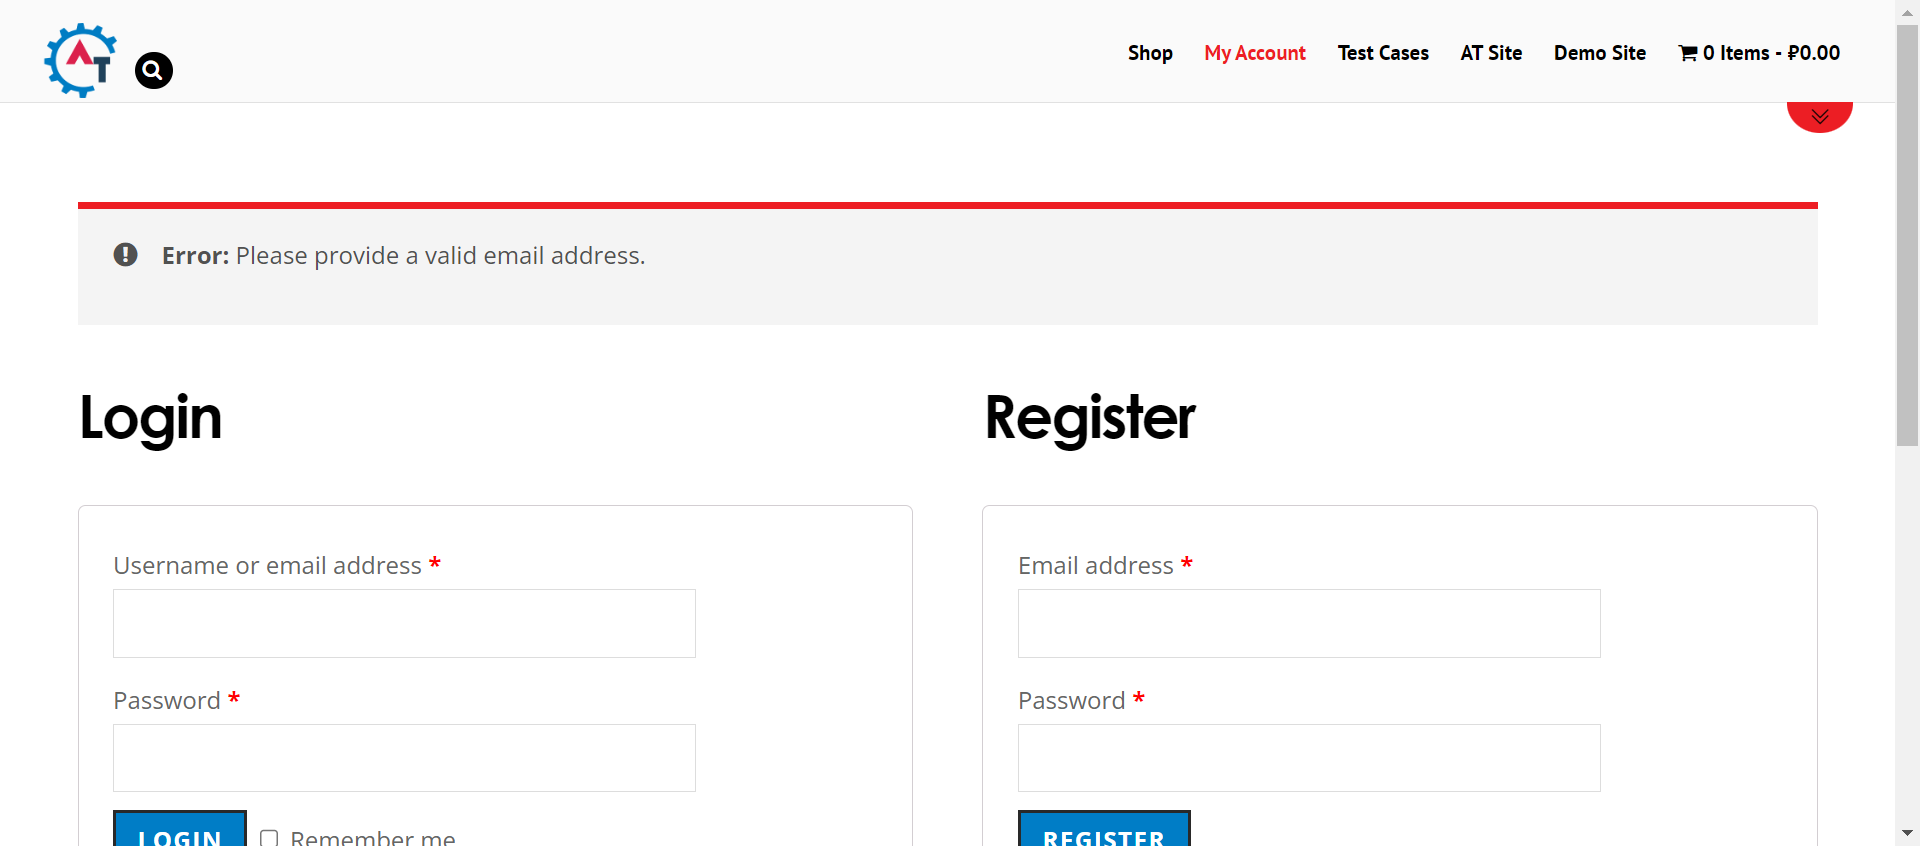 AT
Shop My Account Test Cases AT Site Demo Site 0 Items - ₽0.00
Error: Please provide a valid email address.
Login
Register
Username or email address *
Email address *
Password *
Password *
LOGIN Remember me
REGISTER